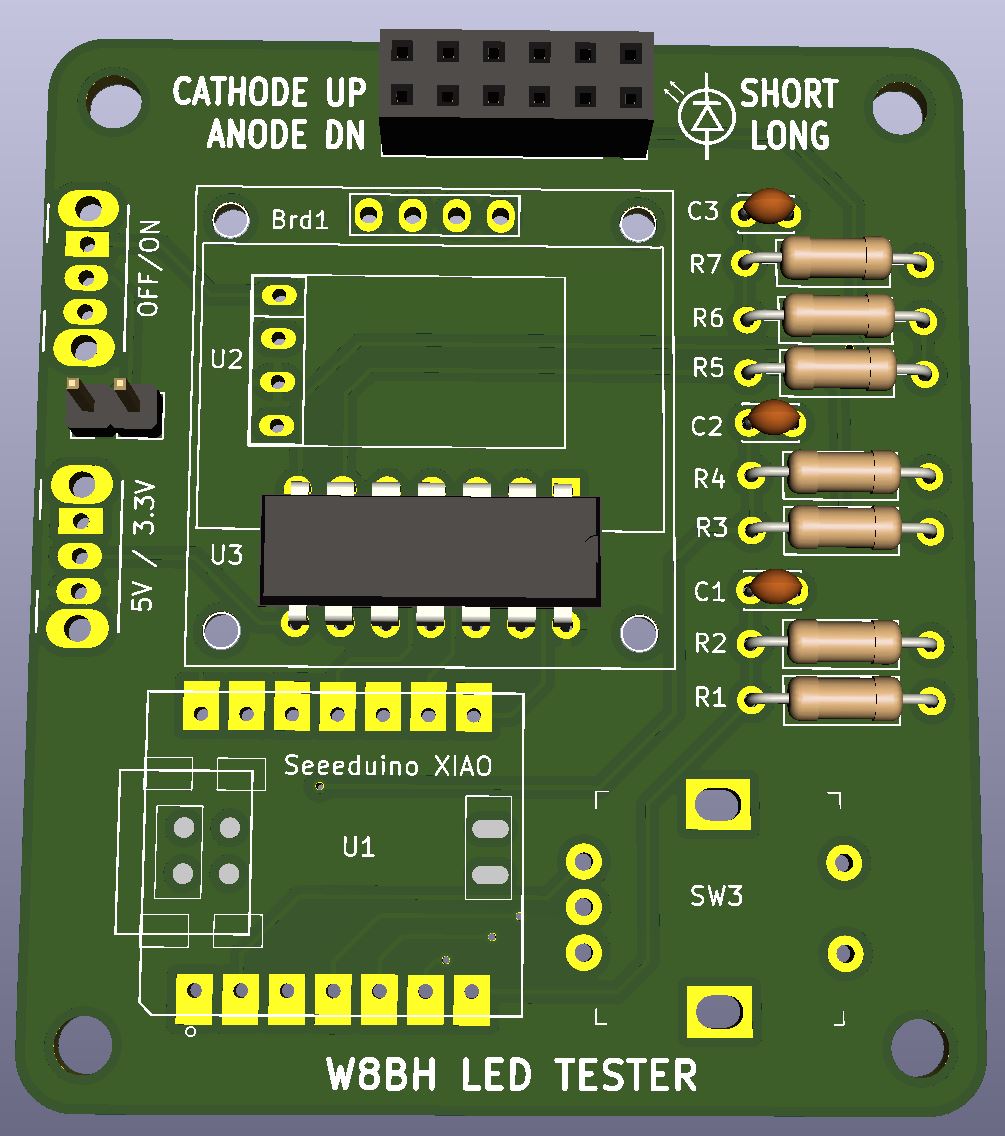 CATHODE UP
ANODE DN
SHORT
LONG
Brd1
OFF/ON
U2
5V / 3.3V
U3
C3
R7
R6
R5
C2
R4
R3
C1
R2
R1
Seeeduino XIAO
U1
SW3
W8BH LED TESTER